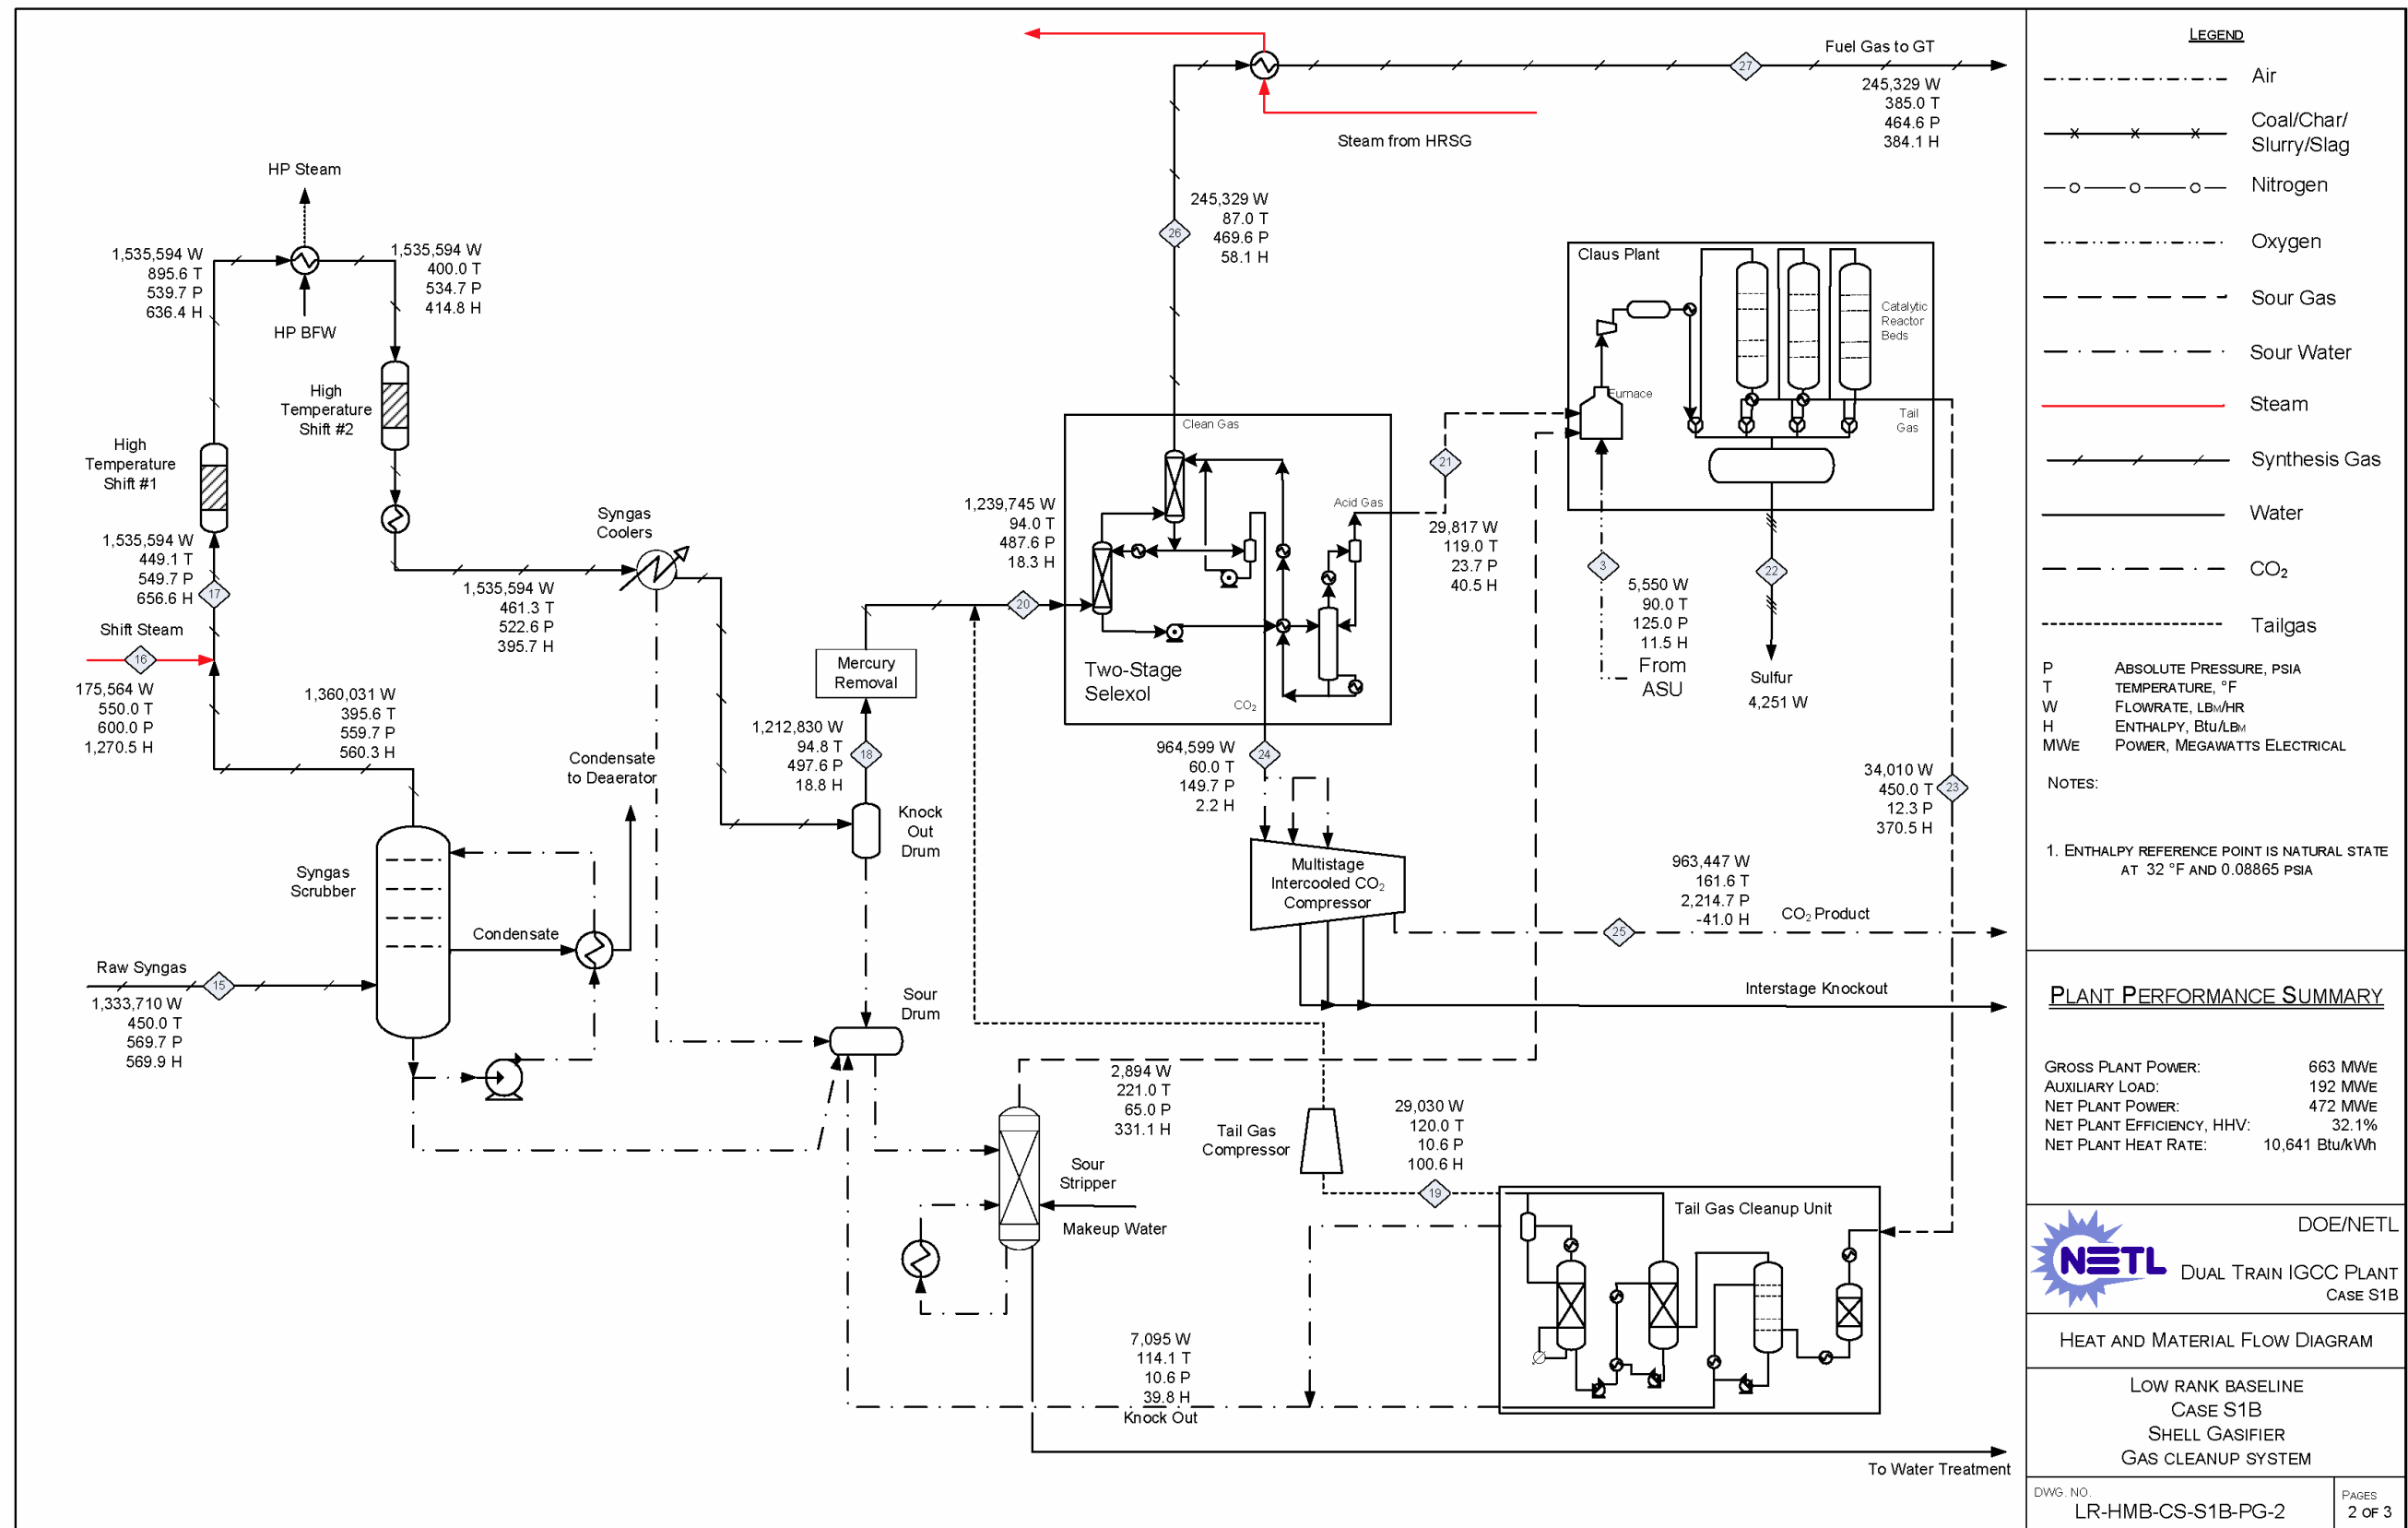 Fuel Gas to GT
27
245,329 W
385.0 T
464.6 P
384.1 H
Steam from HRSG
HP Steam
HP BFW
1,535,594 W
895.6 T
539.7 P
636.4 H
1,535,594 W
400.0 T
534.7 P
414.8 H
High
Temperature
Shift #2
High
Temperature
Shift #1
1,535,594 W
449.1 T
549.7 P
656.6 H
17
Shift Steam
16
175,564 W
550.0 T
600.0 P
1,270.5 H
1,360,031 W
395.6 T
559.7 P
560.3 H
Syngas
Coolers
1,535,594 W
461.3 T
522.6 P
395.7 H
Condensate
to Deaerator
Syngas
Scrubber
Condensate
Raw Syngas
15
1,333,710 W
450.0 T
569.7 P
569.9 H
Mercury
Removal
1,212,830 W
94.8 T
497.6 P
18.8 H
18
Knock
Out
Drum
Sour
Drum
245,329 W
87.0 T
469.6 P
58.1 H
26
1,239,745 W
94.0 T
487.6 P
18.3 H
20
Clean Gas
Acid Gas
Two-Stage
Selexol
CO₂
21
29,817 W
119.0 T
23.7 P
40.5 H
Claus Plant
Furnace
Catalytic
Reactor
Beds
Tail
Gas
3
5,550 W
90.0 T
125.0 P
11.5 H
From
ASU
22
Sulfur
4,251 W
964,599 W
60.0 T
149.7 P
2.2 H
24
Multistage
Intercooled CO₂
Compressor
963,447 W
161.6 T
2,214.7 P
-41.0 H
CO₂ Product
25
Interstage Knockout
34,010 W
450.0 T
12.3 P
370.5 H
23
2,894 W
221.0 T
65.0 P
331.1 H
Sour
Stripper
Makeup Water
Tail Gas
Compressor
29,030 W
120.0 T
10.6 P
100.6 H
19
Tail Gas Cleanup Unit
7,095 W
114.1 T
10.6 P
39.8 H
Knock Out
To Water Treatment
LEGEND
Air
Coal/Char/
Slurry/Slag
Nitrogen
Oxygen
Sour Gas
Sour Water
Steam
Synthesis Gas
Water
CO₂
Tailgas
P ABSOLUTE PRESSURE, PSIA
T TEMPERATURE, °F
W FLOWRATE, LBM/HR
H ENTHALPY, Btu/LBM
MWE POWER, MEGAWATTS ELECTRICAL
NOTES:
1. ENTHALPY REFERENCE POINT IS NATURAL STATE
AT 32 °F AND 0.08865 PSIA
PLANT PERFORMANCE SUMMARY
GROSS PLANT POWER: 663 MWE
AUXILIARY LOAD: 192 MWE
NET PLANT POWER: 472 MWE
NET PLANT EFFICIENCY, HHV: 32.1%
NET PLANT HEAT RATE: 10,641 Btu/kWh
NETL
DOE/NETL
DUAL TRAIN IGCC PLANT
CASE S1B
HEAT AND MATERIAL FLOW DIAGRAM
LOW RANK BASELINE
CASE S1B
SHELL GASIFIER
GAS CLEANUP SYSTEM
DWG. NO.
LR-HMB-CS-S1B-PG-2
PAGES
2 OF 3